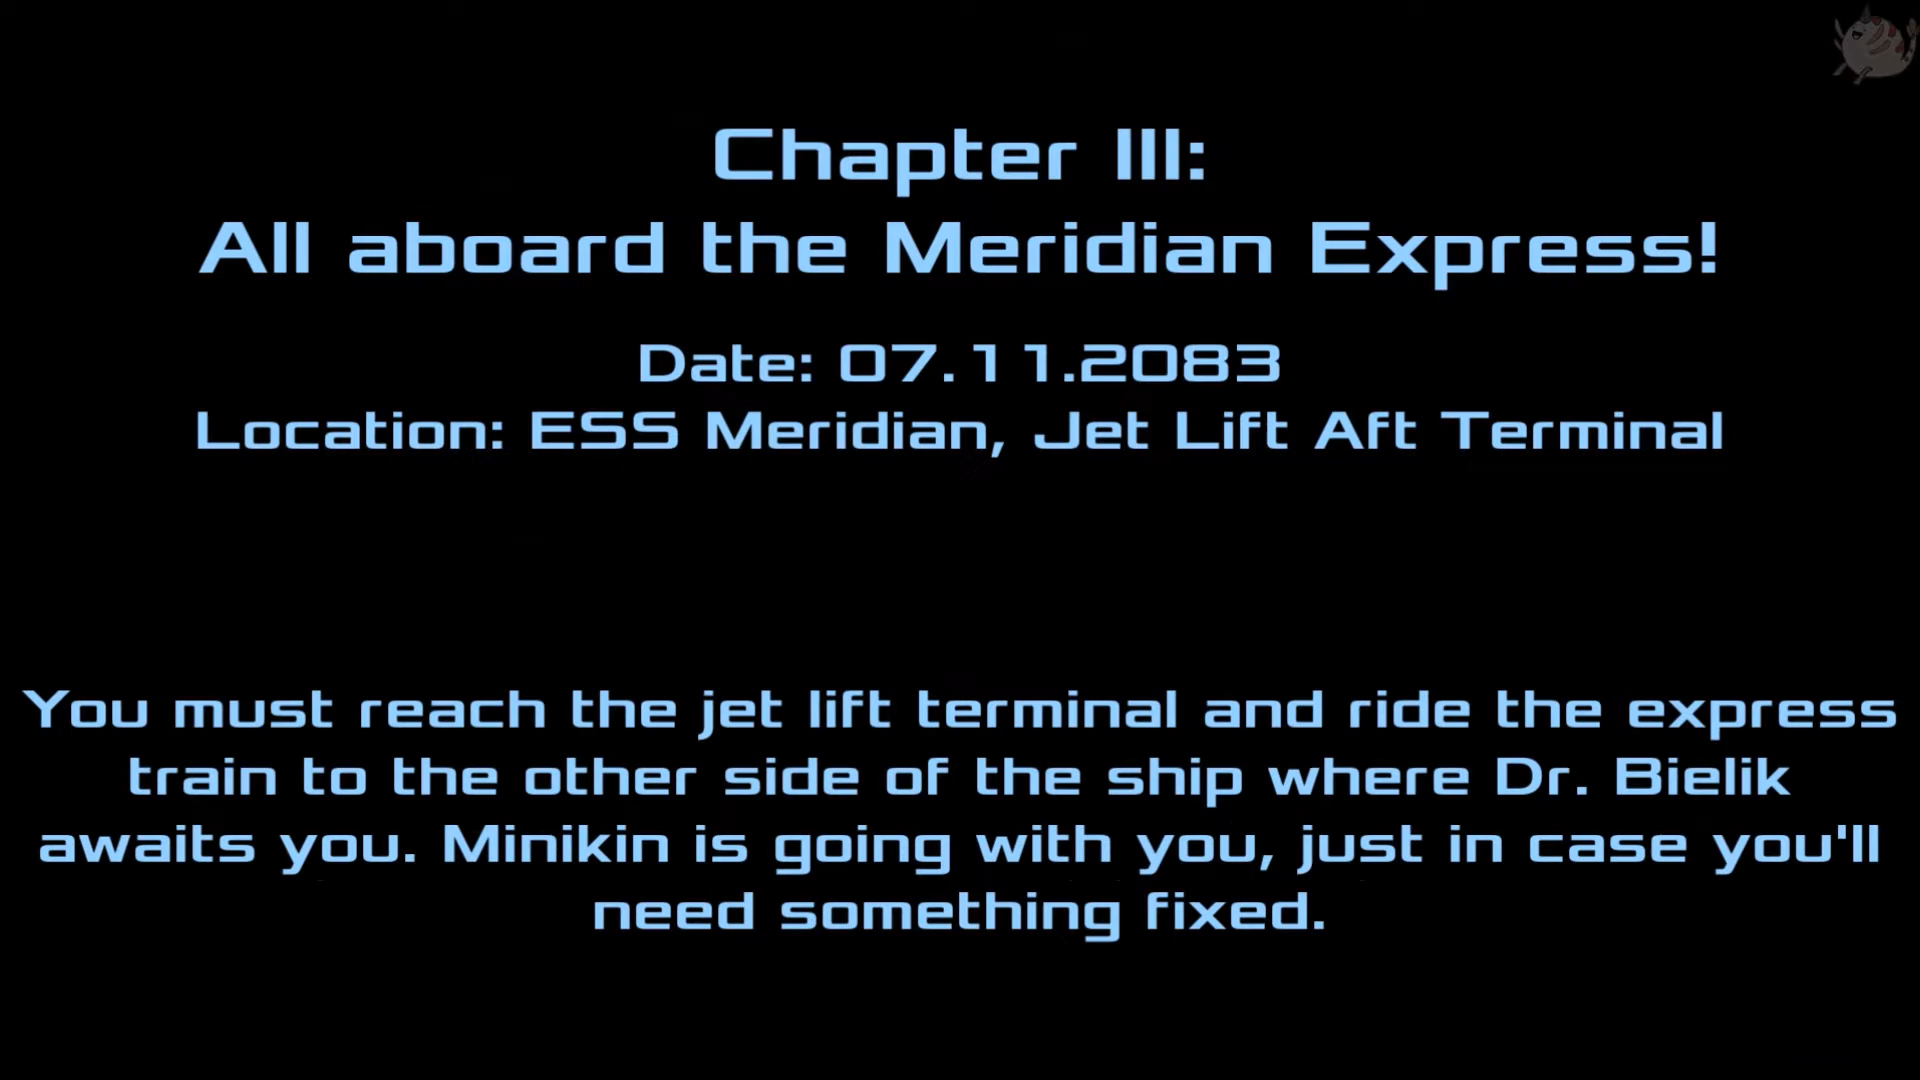 Chapter III:
All aboard the Meridian Express!
Date: 07.11.2083
Location: ESS Meridian, Jet Lift Aft Terminal
You must reach the jet lift terminal and ride the express
train to the other side of the ship where Dr. Bielik
awaits you. Minikin is going with you, just in case you'll
need something fixed.